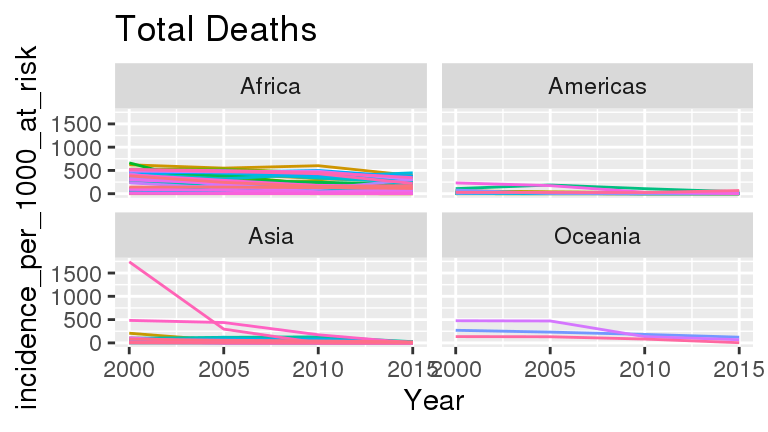 Total Deaths
incidence_per_1000_at_risk
Africa
Americas
1500
1000
500
0
Asia
Oceania
1500
1000
500
0
2000 2005 2010 2015 2000 2005 2010 2015
Year